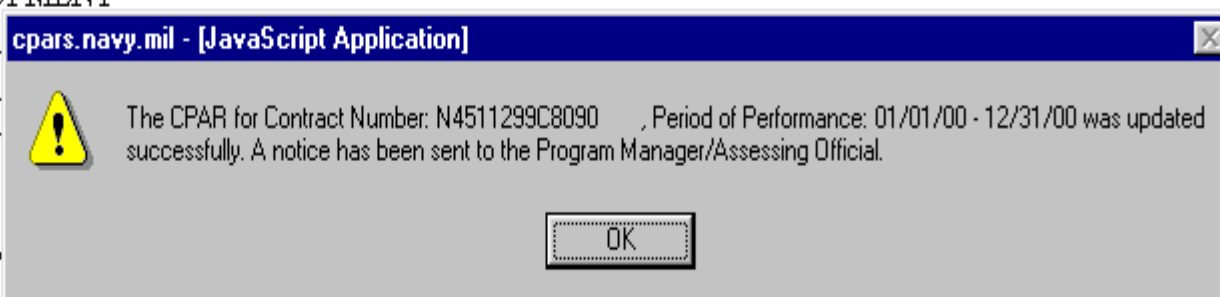 cpars.navy.mil - [JavaScript Application]
The CPAR for Contract Number: N4511299C8090 , Period of Performance: 01/01/00 - 12/31/00 was updated
successfully. A notice has been sent to the Program Manager/Assessing Official.
OK